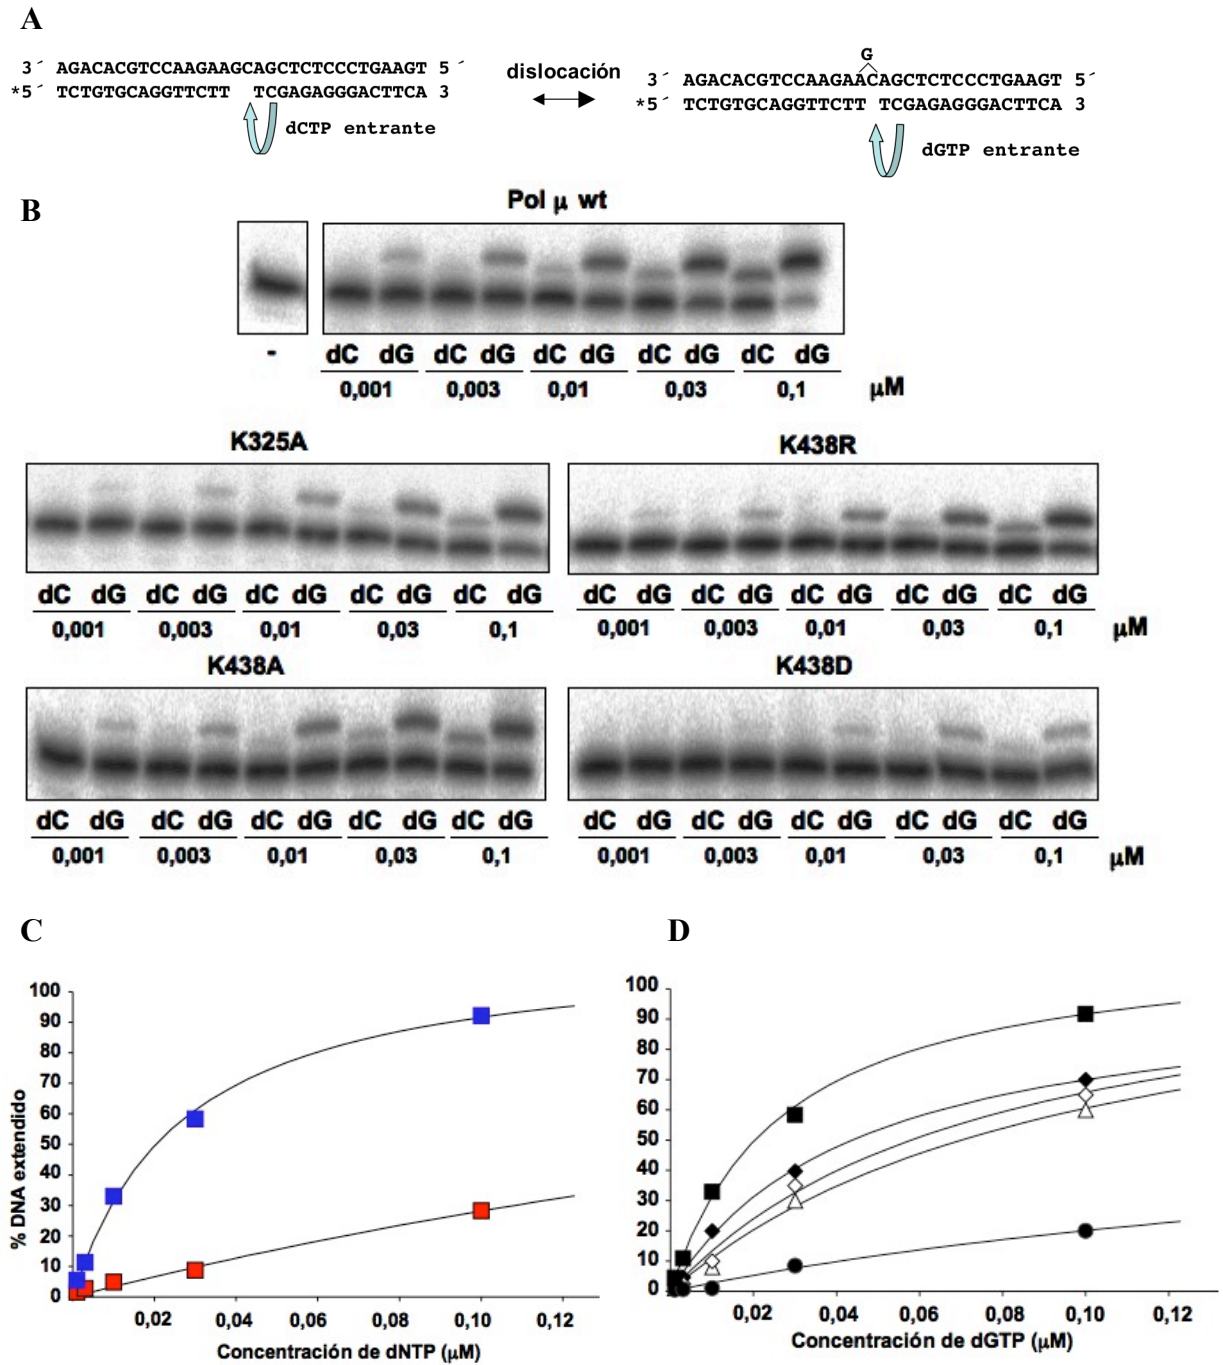 A
3´ AGACACGTCCAAGAAGCAGCTCTCCCTGAAGT 5´
*5´ TCTGTGCAGGTTCTT TCGAGAGGGACTTCA 3
dCTP entrante
dislocación
G
3´ AGACACGTCCAAGAACAGCTCTCCCTGAAGT 5´
*5´ TCTGTGCAGGTTCTT TCGAGAGGGACTTCA 3
dGTP entrante
B
Pol μ wt
- dC dG dC dG dC dG dC dG dC dG
0,001 0,003 0,01 0,03 0,1 μM
K325A K438R
dC dG dC dG dC dG dC dG dC dG dC dG dC dG dC dG dC dG dC dG
0,001 0,003 0,01 0,03 0,1 0,001 0,003 0,01 0,03 0,1 μM
K438A K438D
dC dG dC dG dC dG dC dG dC dG dC dG dC dG dC dG dC dG dC dG
0,001 0,003 0,01 0,03 0,1 0,001 0,003 0,01 0,03 0,1 μM
C
% DNA extendido
100
90
80
70
60
50
40
30
20
10
0
0,02 0,04 0,06 0,08 0,10 0,12
Concentración de dNTP (μM)
D
100
90
80
70
60
50
40
30
20
10
0
0,02 0,04 0,06 0,08 0,10 0,12
Concentración de dGTP (μM)